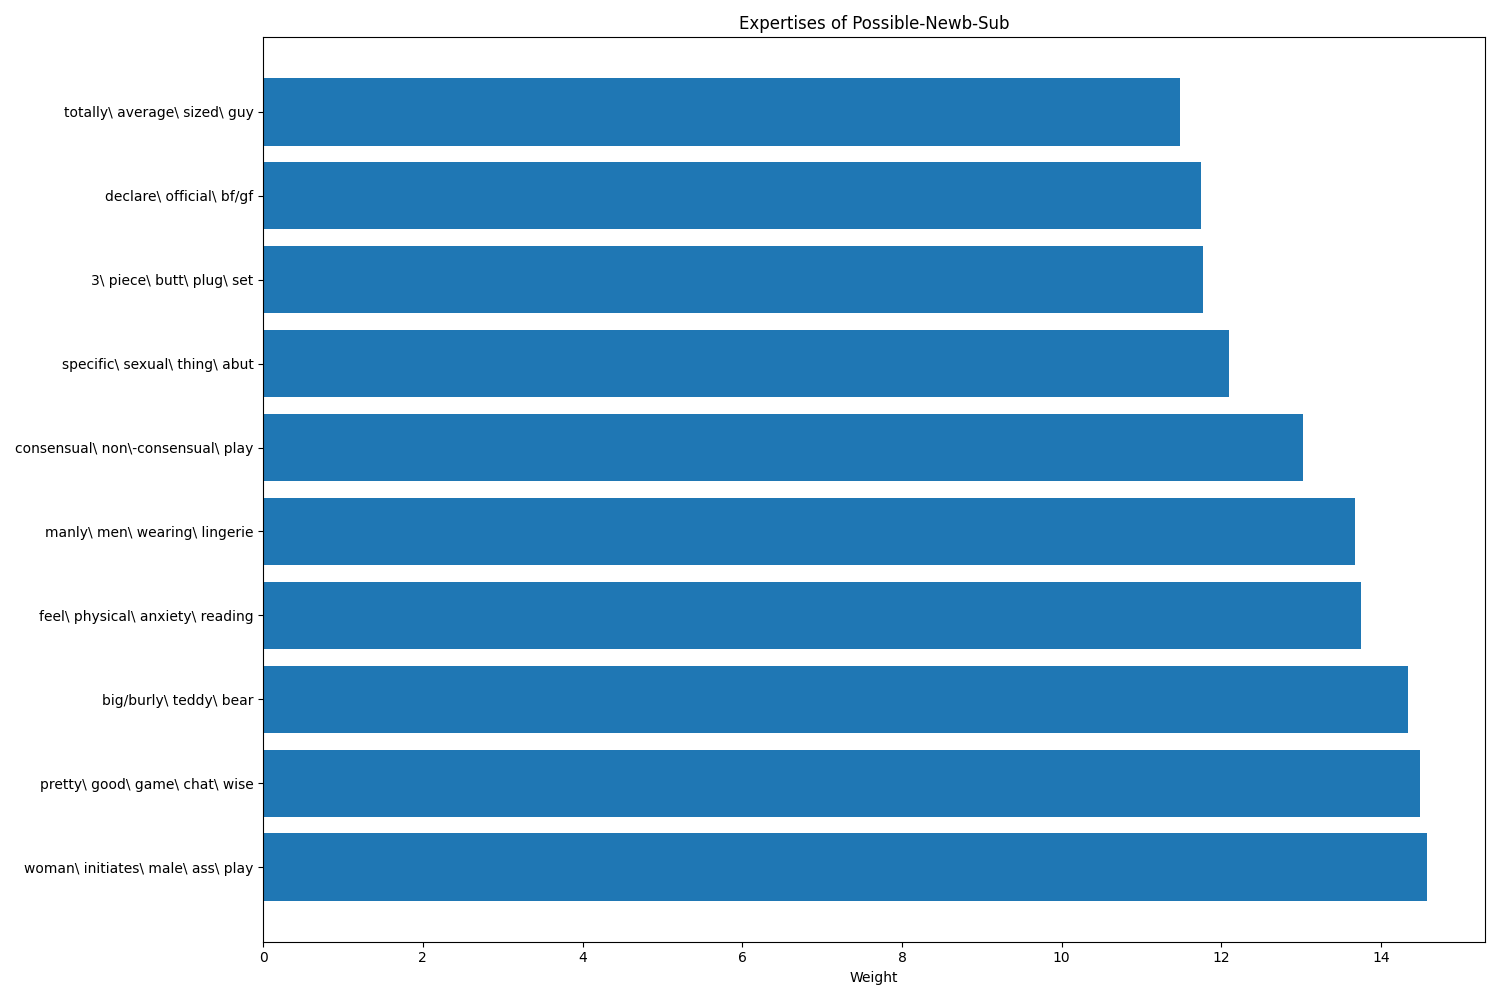 Expertises of Possible-Newb-Sub
totally\ average\ sized\ guy
declare\ official\ bf/gf
3\ piece\ butt\ plug\ set
specific\ sexual\ thing\ abut
consensual\ non\-consensual\ play
manly\ men\ wearing\ lingerie
feel\ physical\ anxiety\ reading
big/burly\ teddy\ bear
pretty\ good\ game\ chat\ wise
woman\ initiates\ male\ ass\ play
0 2 4 6 8 10 12 14
Weight